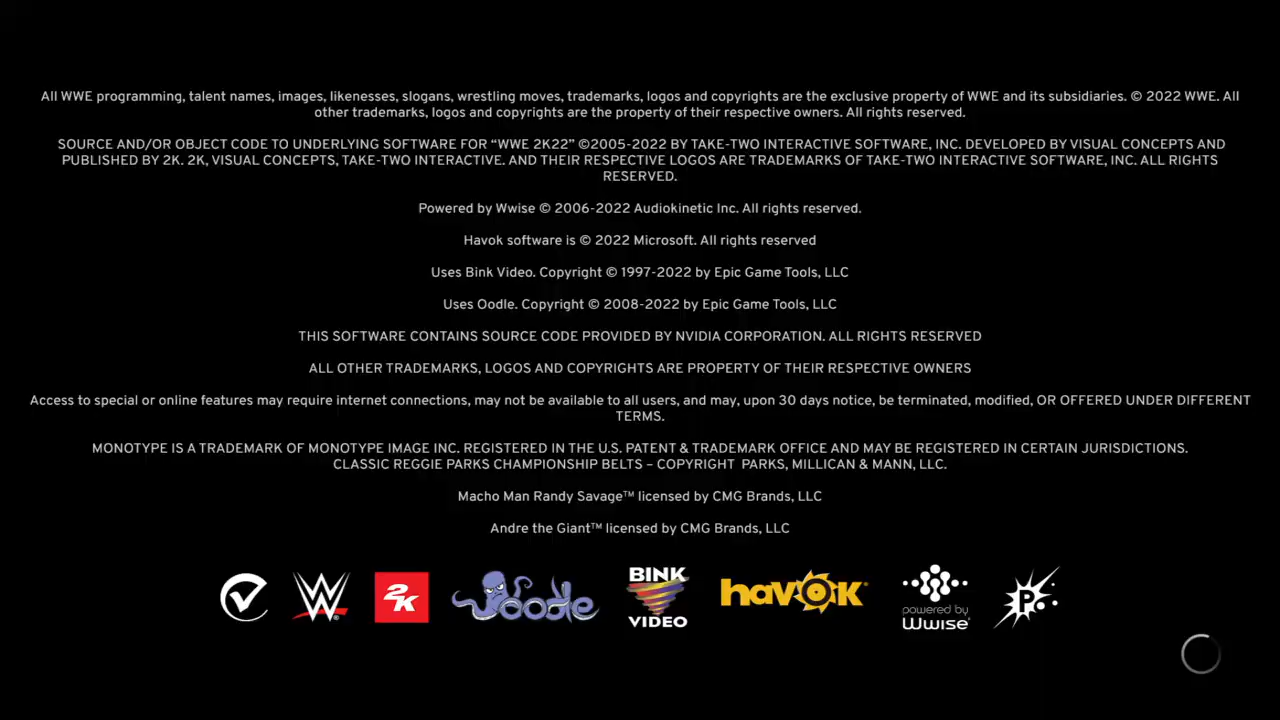 All WWE programming, talent names, images, likenesses, slogans, wrestling moves, trademarks, logos and copyrights are the exclusive property of WWE and its subsidiaries. © 2022 WWE. All
other trademarks, logos and copyrights are the property of their respective owners. All rights reserved.
SOURCE AND/OR OBJECT CODE TO UNDERLYING SOFTWARE FOR “WWE 2K22” ©2005-2022 BY TAKE-TWO INTERACTIVE SOFTWARE, INC. DEVELOPED BY VISUAL CONCEPTS AND
PUBLISHED BY 2K. 2K, VISUAL CONCEPTS, TAKE-TWO INTERACTIVE. AND THEIR RESPECTIVE LOGOS ARE TRADEMARKS OF TAKE-TWO INTERACTIVE SOFTWARE, INC. ALL RIGHTS
RESERVED.
Powered by Wwise © 2006-2022 Audiokinetic Inc. All rights reserved.
Havok software is © 2022 Microsoft. All rights reserved
Uses Bink Video. Copyright © 1997-2022 by Epic Game Tools, LLC
Uses Oodle. Copyright © 2008-2022 by Epic Game Tools, LLC
THIS SOFTWARE CONTAINS SOURCE CODE PROVIDED BY NVIDIA CORPORATION. ALL RIGHTS RESERVED
ALL OTHER TRADEMARKS, LOGOS AND COPYRIGHTS ARE PROPERTY OF THEIR RESPECTIVE OWNERS
Access to special or online features may require internet connections, may not be available to all users, and may, upon 30 days notice, be terminated, modified, OR OFFERED UNDER DIFFERENT
TERMS.
MONOTYPE IS A TRADEMARK OF MONOTYPE IMAGE INC. REGISTERED IN THE U.S. PATENT & TRADEMARK OFFICE AND MAY BE REGISTERED IN CERTAIN JURISDICTIONS.
CLASSIC REGGIE PARKS CHAMPIONSHIP BELTS – COPYRIGHT PARKS, MILLICAN & MANN, LLC.
Macho Man Randy Savage™ licensed by CMG Brands, LLC
Andre the Giant™ licensed by CMG Brands, LLC
W ® 2K oodle BINK VIDEO havok powered by Wwise P